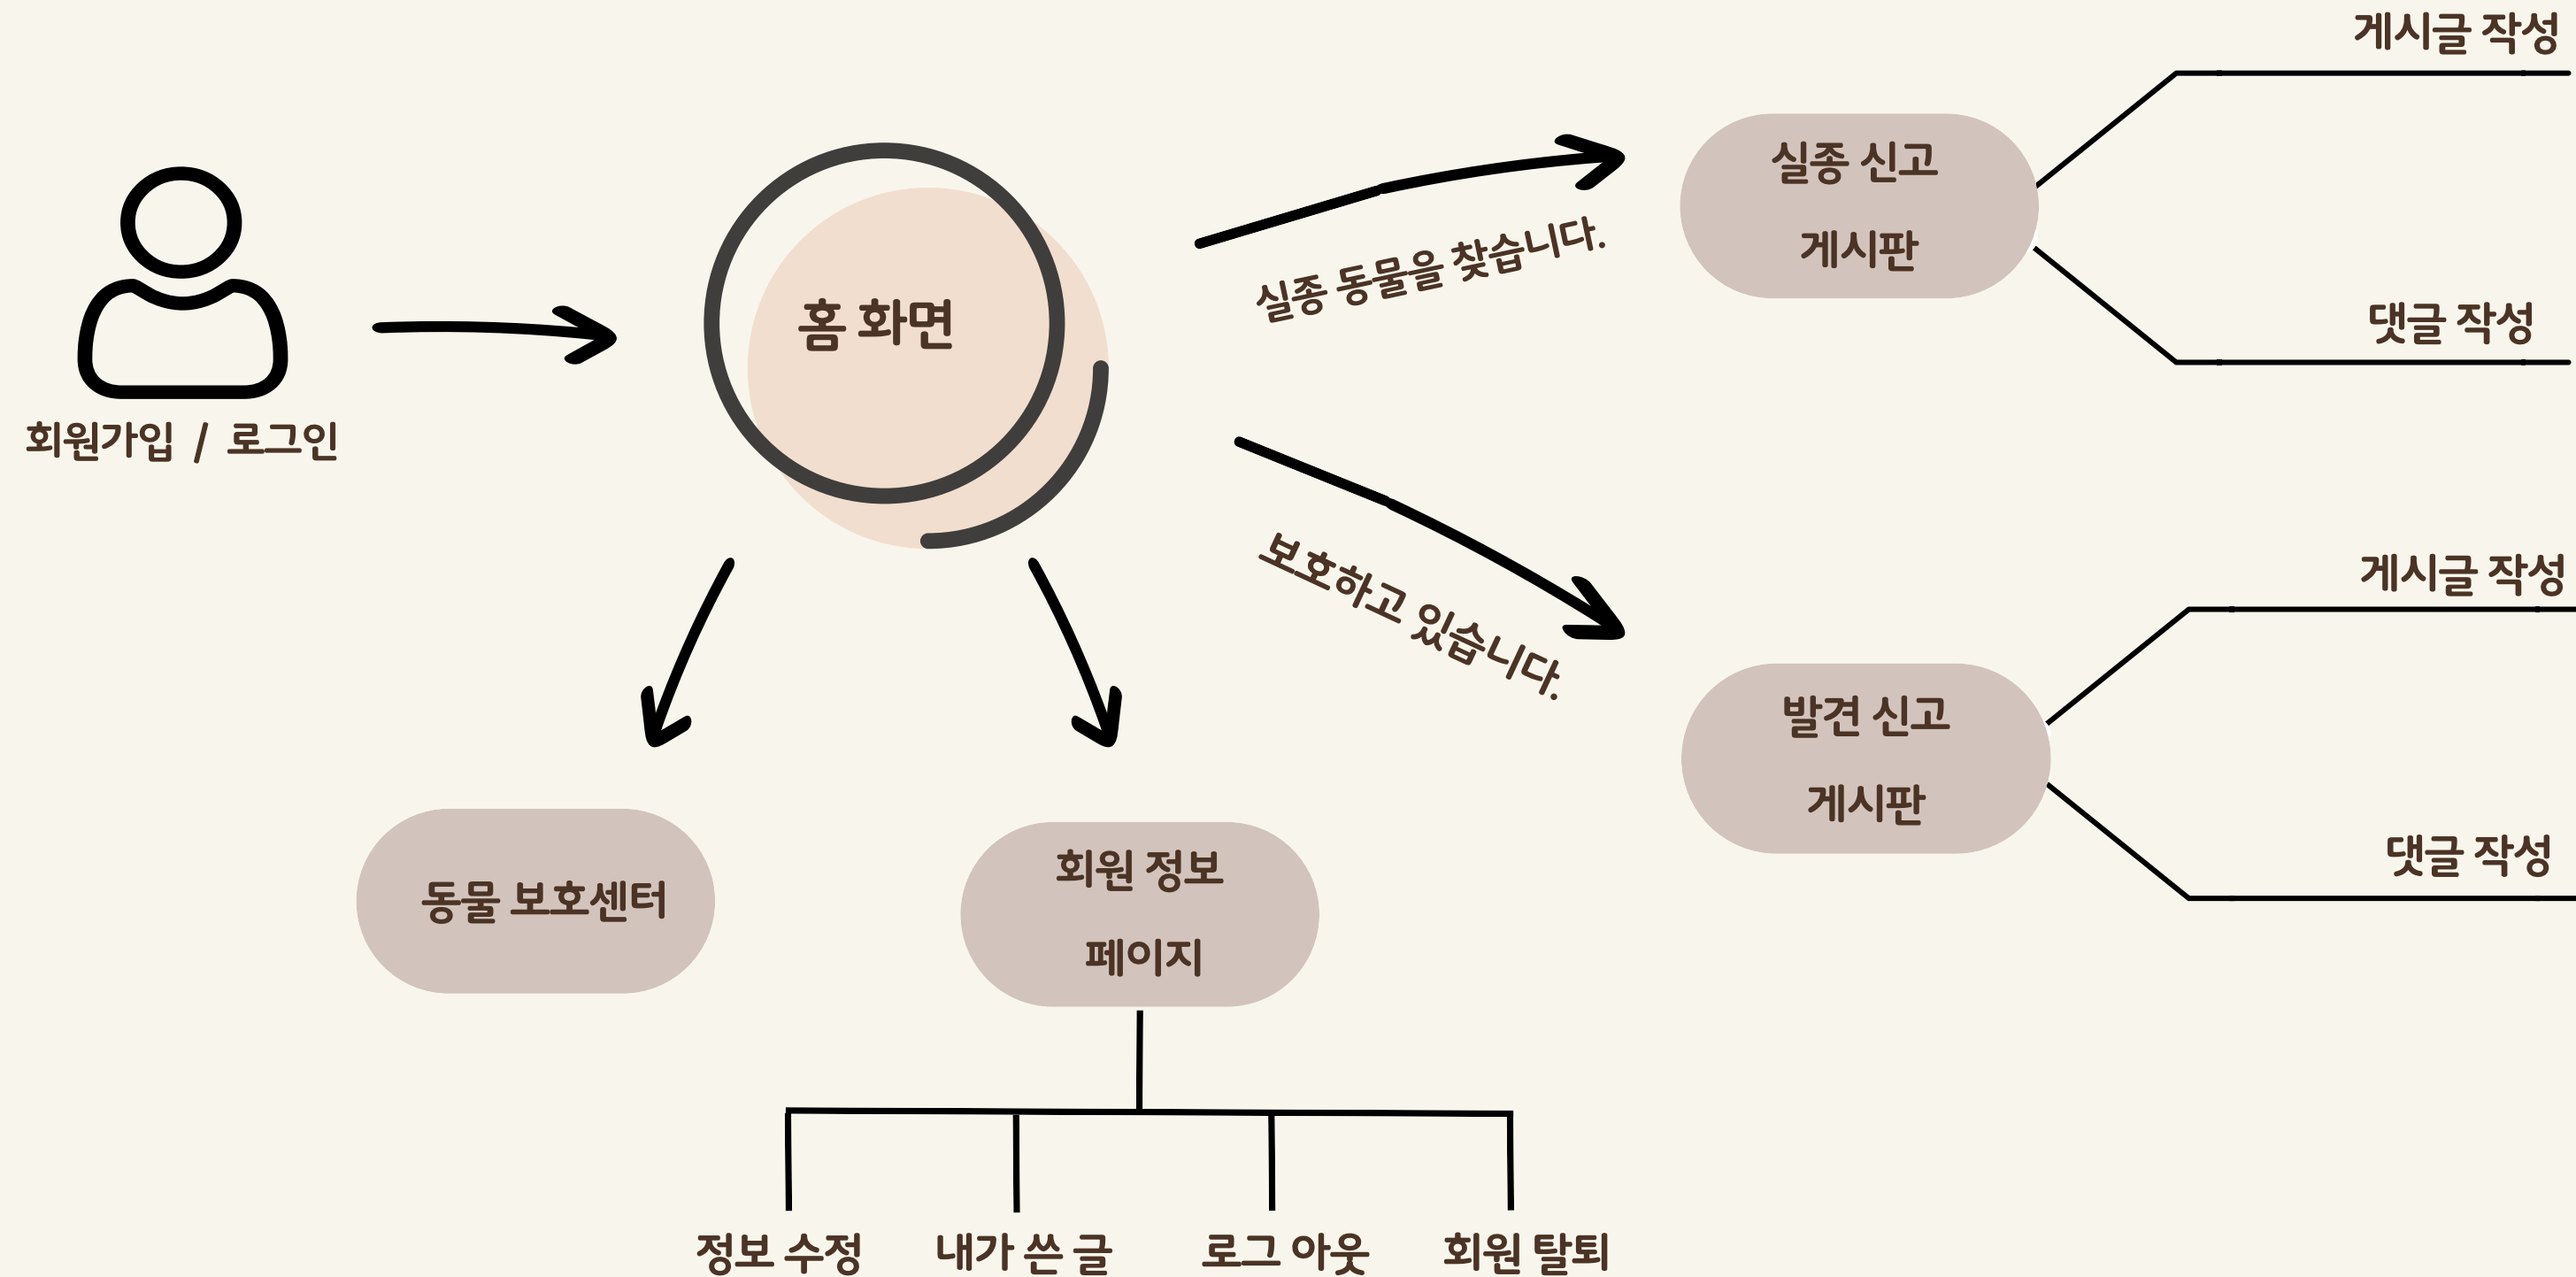 게시글 작성
실종 신고
게시판
실종 동물을 찾습니다.
댓글 작성
홈 화면
회원가입 / 로그인
보호하고 있습니다.
게시글 작성
발견 신고
게시판
댓글 작성
동물 보호센터
회원 정보
페이지
정보 수정
내가 쓴 글
로그 아웃
회원 탈퇴